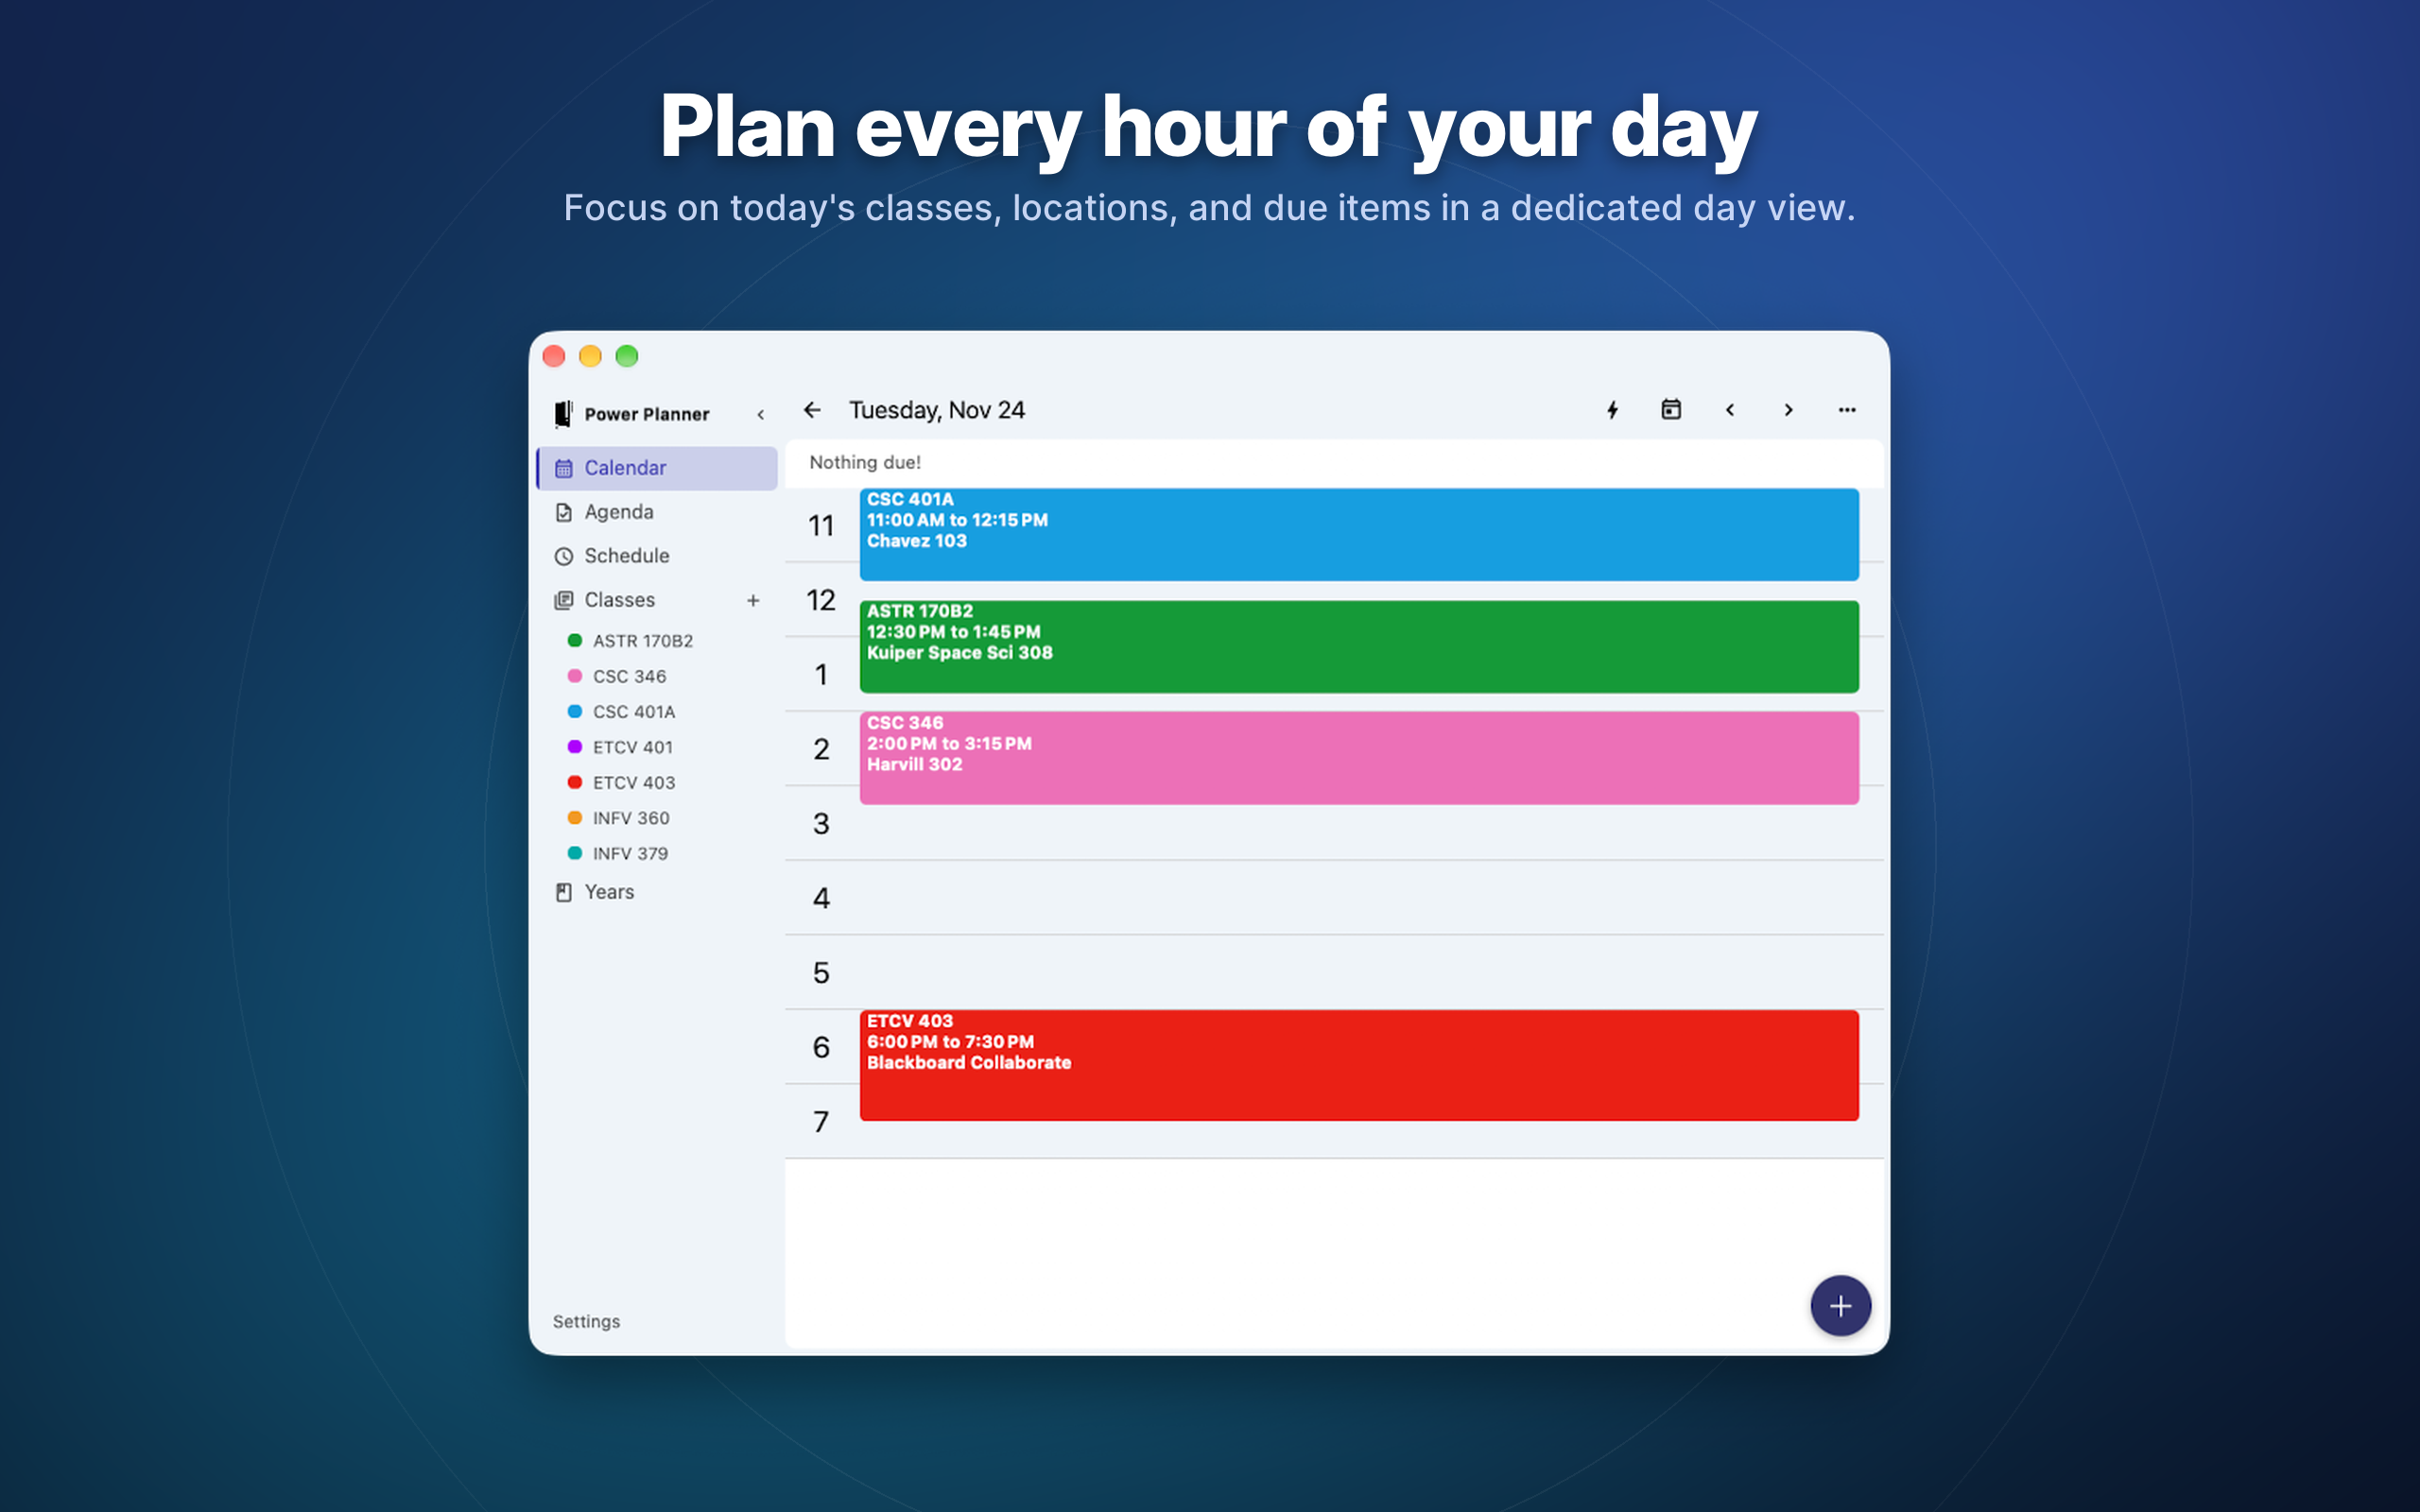 Plan every hour of your day
Focus on today's classes, locations, and due items in a dedicated day view.
Power Planner
Calendar
Agenda
Schedule
Classes
ASTR 170B2
CSC 346
CSC 401A
ETCV 401
ETCV 403
INFV 360
INFV 379
Years
Settings
Tuesday, Nov 24
Nothing due!
11
CSC 401A
11:00 AM to 12:15 PM
Chavez 103
12
ASTR 170B2
12:30 PM to 1:45 PM
Kuiper Space Sci 308
1
2
CSC 346
2:00 PM to 3:15 PM
Harvill 302
3
4
5
6
ETCV 403
6:00 PM to 7:30 PM
Blackboard Collaborate
7